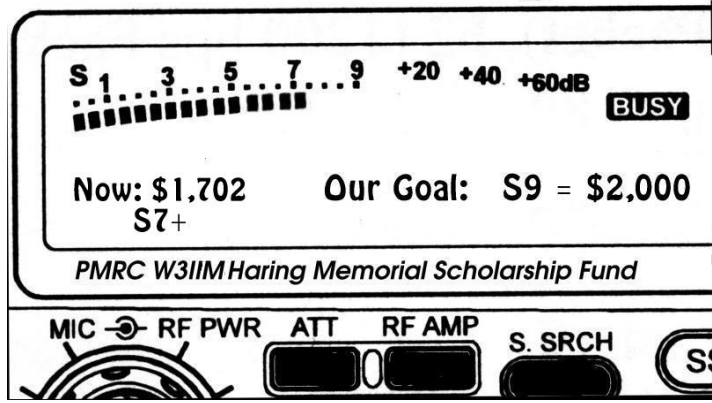 S 1 3 5 7 9 +20 +40 +60dB
BUSY
Now: $1,702 Our Goal: S9 = $2,000
S7+
PMRC W3IIM Haring Memorial Scholarship Fund
MIC RF PWR ATT RF AMP S. SRCH